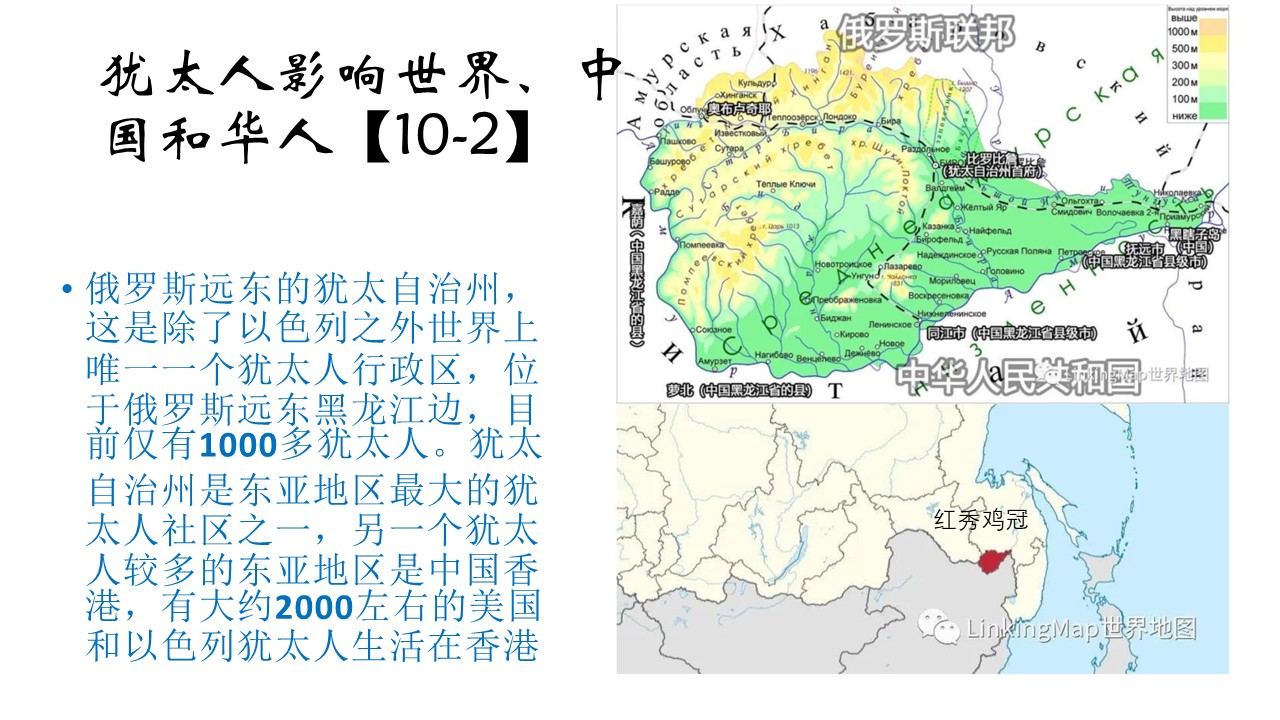 犹太人影响世界、中
国和华人【10-2】
• 俄罗斯远东的犹太自治州，
这是除了以色列之外世界上
唯一一个犹太人行政区，位
于俄罗斯远东黑龙江边，目
前仅有1000多犹太人。犹太
自治州是东亚地区最大的犹
太人社区之一，另一个犹太
人较多的东亚地区是中国香
港，有大约2000左右的美国
和以色列犹太人生活在香港
俄罗斯联邦
Амурская
область
Высота над уровнем моря
выше
1000 м
500 м
300 м
200 м
100 м
ниже
Кульдур
Хинганск
奥布卢奇耶
Теплоозёрск
Лондоко
Бира
Известковый
Пашково
Сутара
Башурово
Раздольное
比罗比詹
(犹太自治州首府)
Радде
Тёплые Ключи
Валдгейм
Жёлтый Яр
Ольгохта
Смидович
Волочаевка 2-я
Николаевка
Приамурск
Казанка
Найфельд
Бирофельд
Надеждинское
Русская Поляна
黑瞎子岛
(中国)
抚远市
(中国黑龙江省县级市)
嘉荫(中国黑龙江省的县)
Помпеевка
Новотроицкое
Лазарево
Унгун
Головино
Мориловец
Воскресеновка
Преображеновка
Нижнеленинское
Биджан
Ленинское
Кирово
Союзное
Амурзет
Нагибово
Венцелево
Дежнёво
Новое
同江市（中国黑龙江省县级市）
中华人民共和国
萝北（中国黑龙江省的县）
LinkingMap世界地图
红秀鸡冠
LinkingMap世界地图